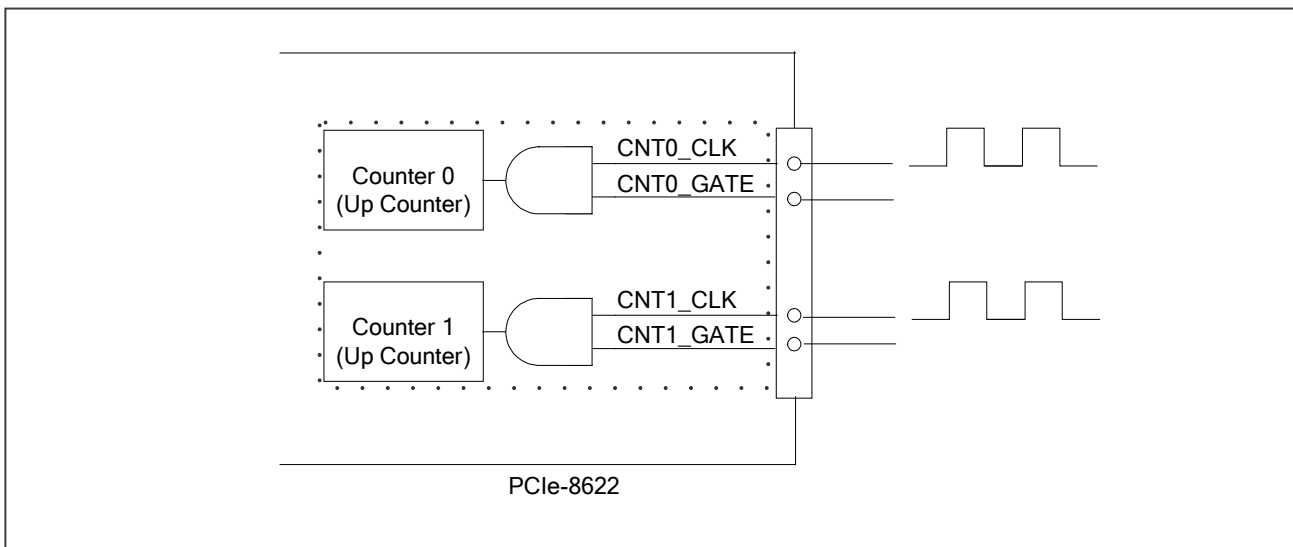 CNT0_CLK
Counter 0
(Up Counter)
CNT0_GATE
CNT1_CLK
Counter 1
(Up Counter)
CNT1_GATE
PCIe-8622